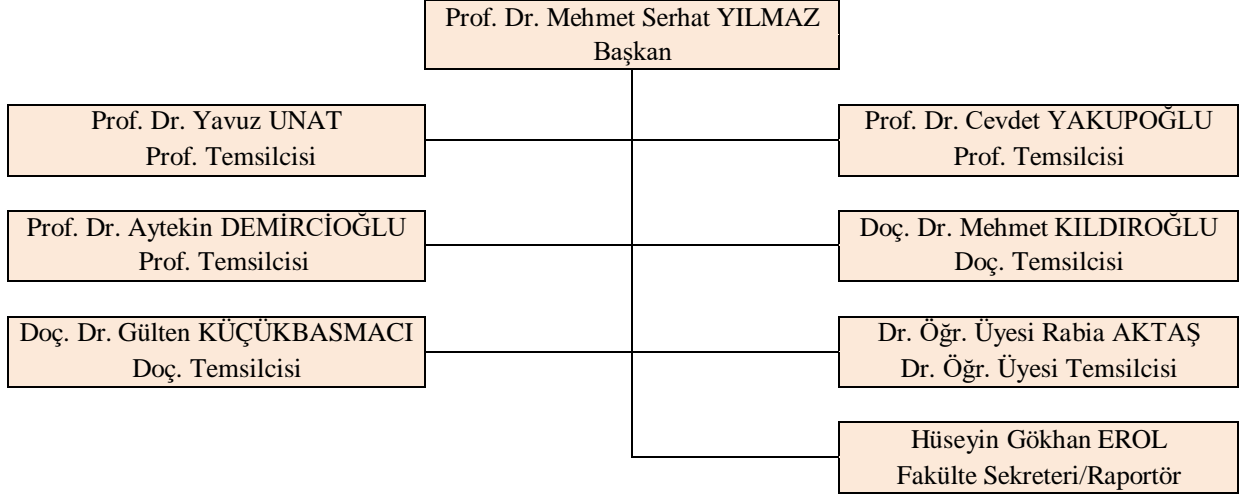 Prof. Dr. Mehmet Serhat YILMAZ
Başkan
Prof. Dr. Yavuz UNAT
Prof. Temsilcisi
Prof. Dr. Cevdet YAKUPOĞLU
Prof. Temsilcisi
Prof. Dr. Aytekin DEMİRCİOĞLU
Prof. Temsilcisi
Doç. Dr. Mehmet KILDIROĞLU
Doç. Temsilcisi
Doç. Dr. Gülten KÜÇÜKBASMACI
Doç. Temsilcisi
Dr. Öğr. Üyesi Rabia AKTAŞ
Dr. Öğr. Üyesi Temsilcisi
Hüseyin Gökhan EROL
Fakülte Sekreteri/Raportör